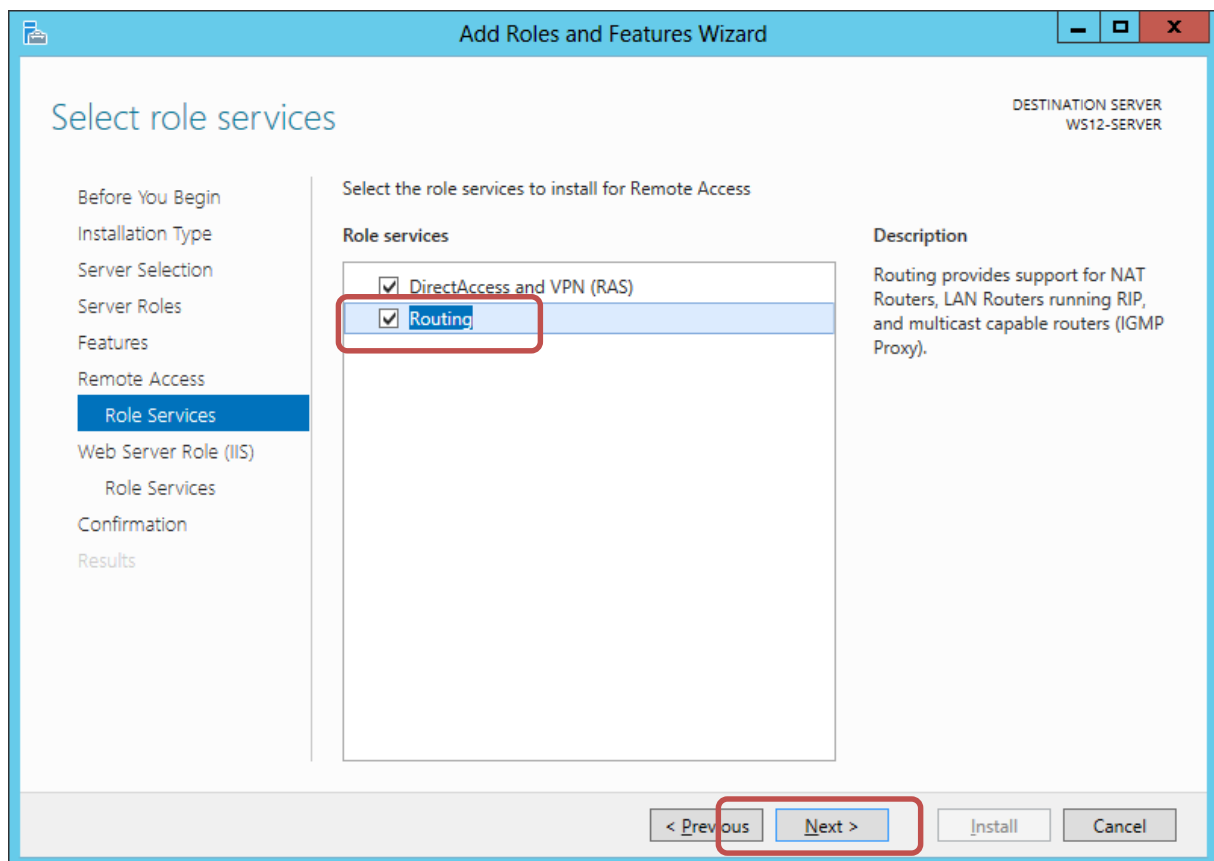 Add Roles and Features Wizard
Select role services
DESTINATION SERVER
WS12-SERVER
Before You Begin
Installation Type
Server Selection
Server Roles
Features
Remote Access
Role Services
Web Server Role (IIS)
Role Services
Confirmation
Results
Select the role services to install for Remote Access
Role services
DirectAccess and VPN (RAS)
Routing
Description
Routing provides support for NAT
Routers, LAN Routers running RIP,
and multicast capable routers (IGMP
Proxy).
< Previous
Next >
Install
Cancel